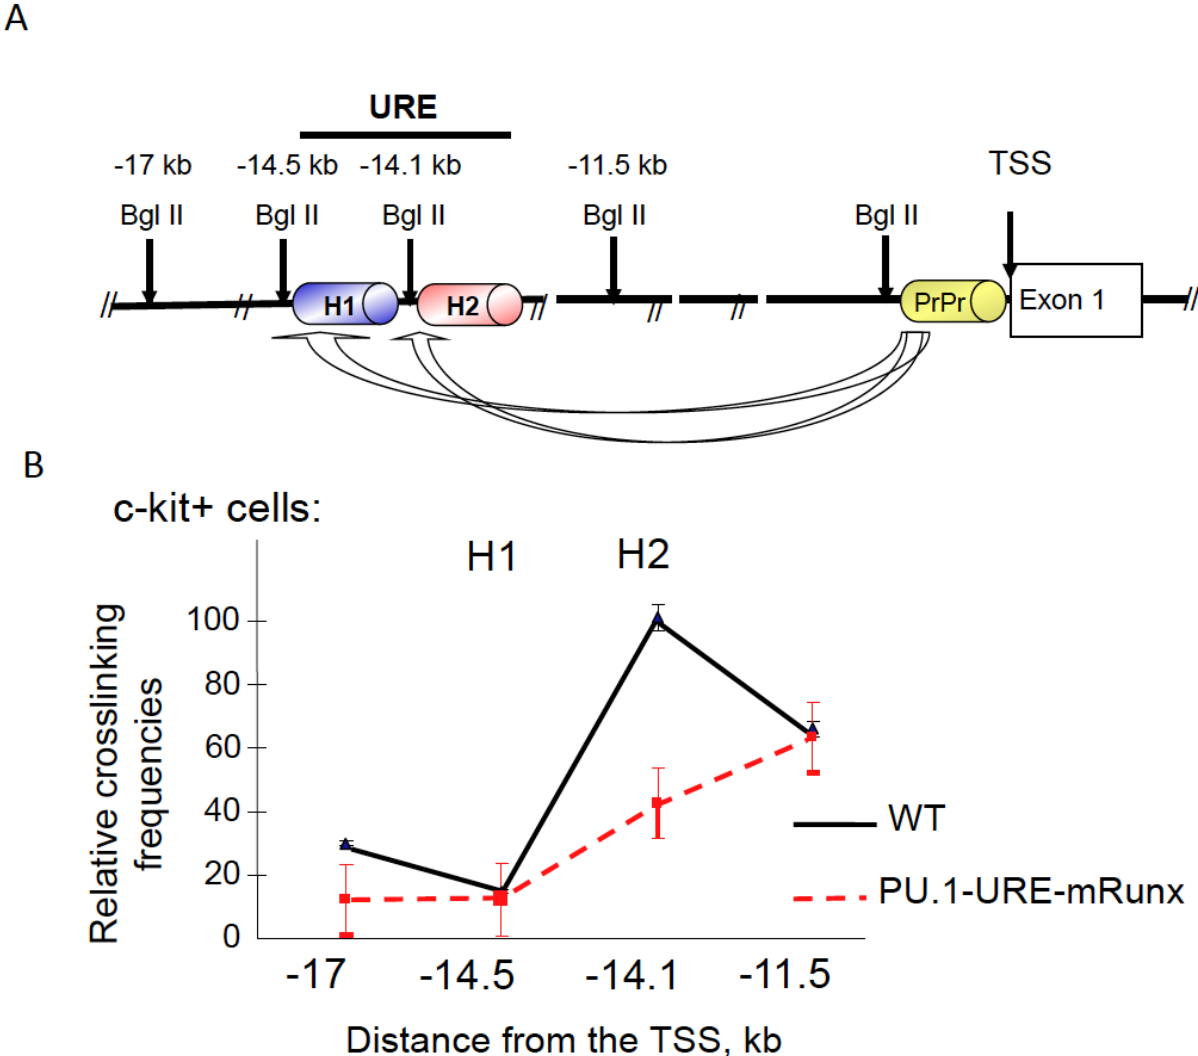 A
URE
-17 kb -14.5 kb -14.1 kb -11.5 kb TSS
Bgl II Bgl II Bgl II Bgl II Bgl II
H1 H2 PrPr Exon 1
B
c-kit+ cells:
H1 H2
Relative crosslinking
frequencies
100
80
60
40
20
0
WT
PU.1-URE-mRunx
-17 -14.5 -14.1 -11.5
Distance from the TSS, kb